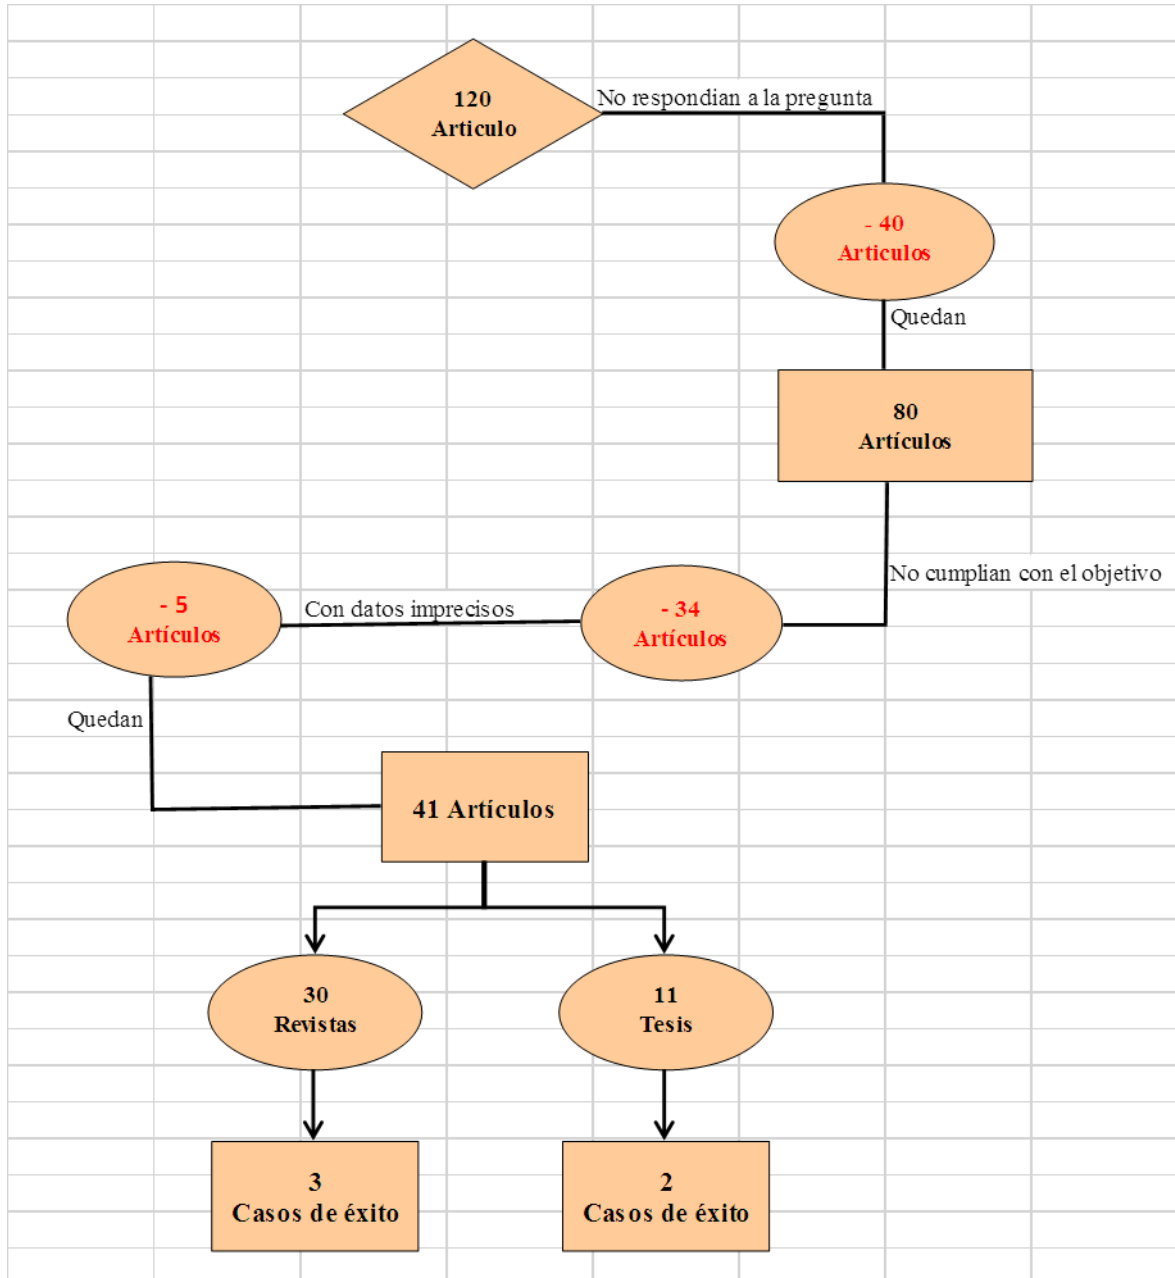 120
Articulo
No respondian a la pregunta
- 40
Articulos
Quedan
80
Artículos
No cumplian con el objetivo
- 34
Artículos
Con datos imprecisos
- 5
Artículos
Quedan
41 Artículos
30
Revistas
11
Tesis
3
Casos de éxito
2
Casos de éxito